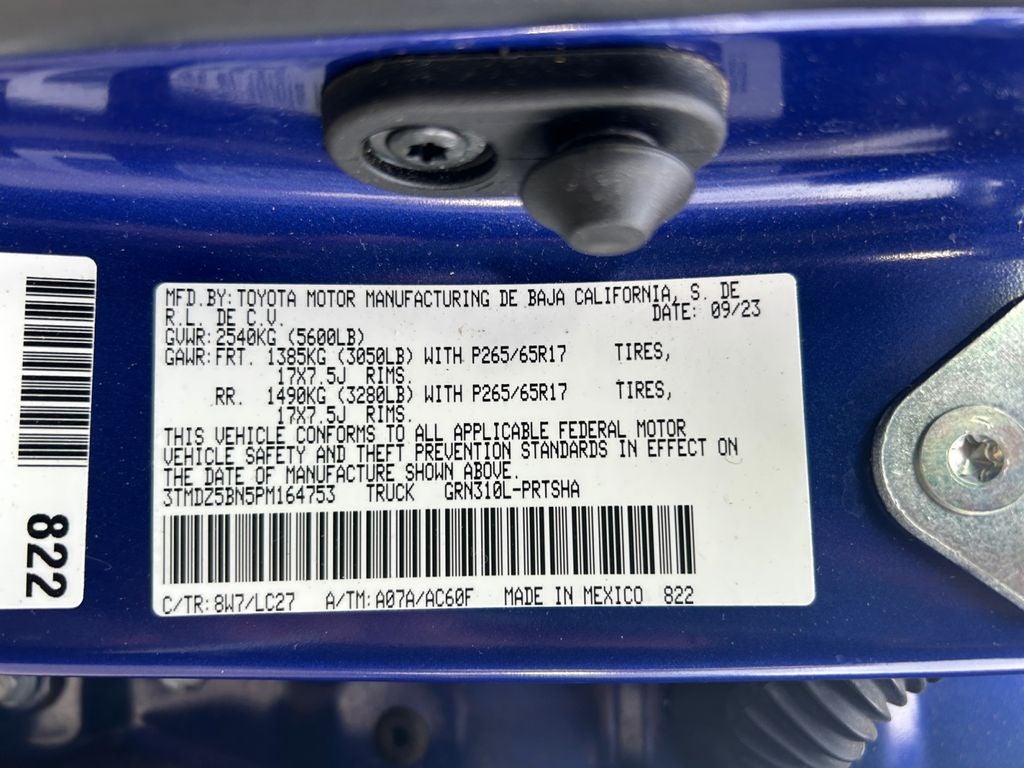 MFD.BY: TOYOTA MOTOR MANUFACTURING DE BAJA CALIFORNIA, S. DE
R.L. DE C.V. DATE: 09/23
GVWR: 2540KG (5600LB)
GAWR: FRT. 1385KG (3050LB) WITH P265/65R17 TIRES,
17X7.5J RIMS.
RR. 1490KG (3280LB) WITH P265/65R17 TIRES,
17X7.5J RIMS.
THIS VEHICLE CONFORMS TO ALL APPLICABLE FEDERAL MOTOR
VEHICLE SAFETY AND THEFT PREVENTION STANDARDS IN EFFECT ON
THE DATE OF MANUFACTURE SHOWN ABOVE.
3TMDZ5BN5PM164753 TRUCK GRN310L-PRTSHA
C/TR: 8W7/LC27 A/TM: A07A/AC60F MADE IN MEXICO 822
822